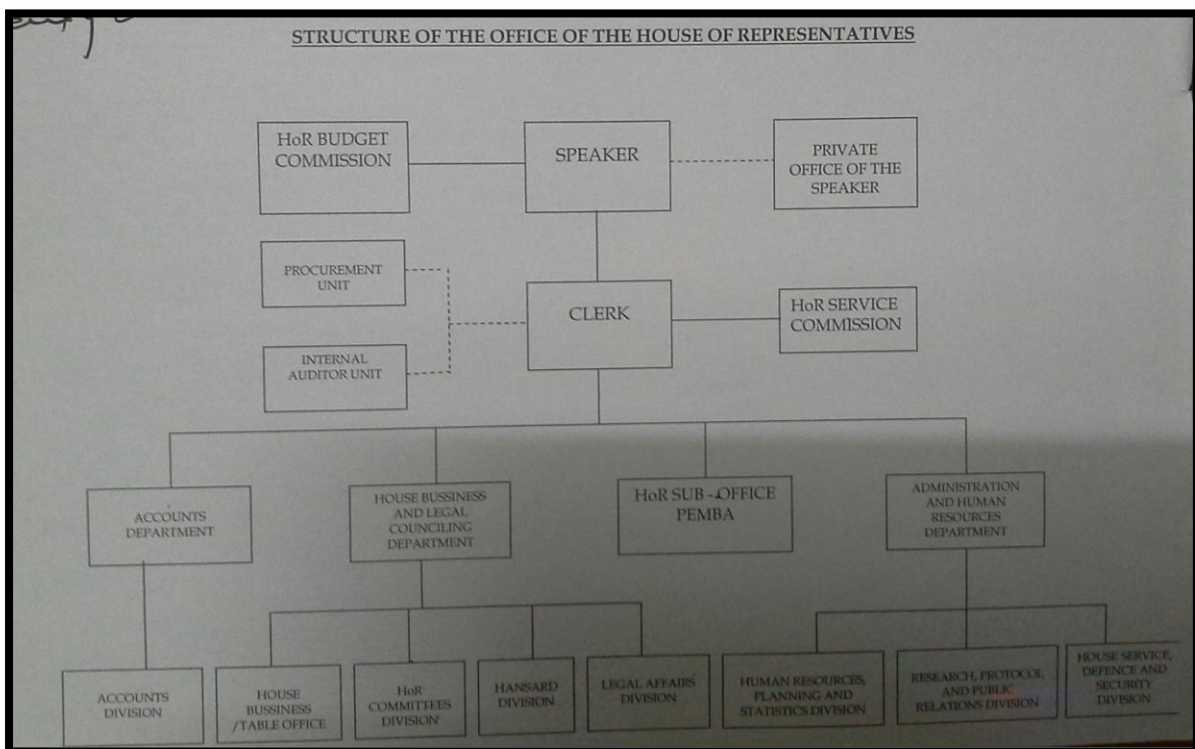 STRUCTURE OF THE OFFICE OF THE HOUSE OF REPRESENTATIVES
HoR BUDGET
COMMISSION
SPEAKER
PRIVATE
OFFICE OF THE
SPEAKER
PROCUREMENT
UNIT
CLERK
HoR SERVICE
COMMISSION
INTERNAL
AUDITOR UNIT
ACCOUNTS
DEPARTMENT
HOUSE BUSSINESS
AND LEGAL
COUNCILING
DEPARTMENT
HoR SUB - OFFICE
PEMBA
ADMINISTRATION
AND HUMAN
RESOURCES
DEPARTMENT
ACCOUNTS
DIVISION
HOUSE
BUSSINESS
/TABLE OFFICE
HoR
COMMITTEES
DIVISION
HANSARD
DIVISION
LEGAL AFFAIRS
DIVISION
HUMAN RESOURCES,
PLANNING AND
STATISTICS DIVISION
RESEARCH, PROTOCOL
AND PUBLIC
RELATIONS DIVISION
HOUSE SERVICE,
DEFENCE AND
SECURITY
DIVISION